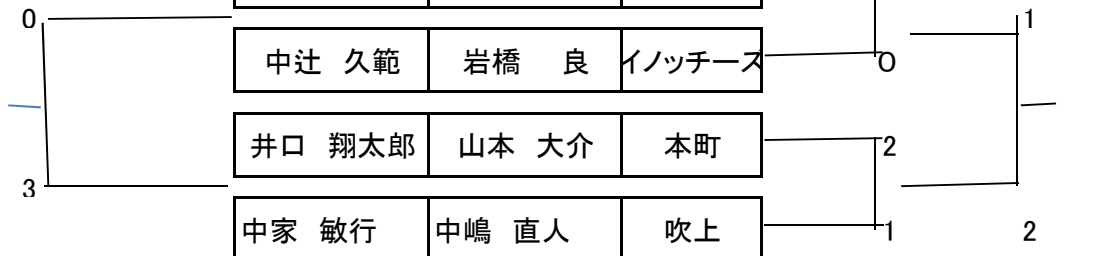 0
1
中辻 久範 岩橋 良 イノッチーズ 0
井口 翔太郎 山本 大介 本町 2
3
中家 敏行 中嶋 直人 吹上 1 2